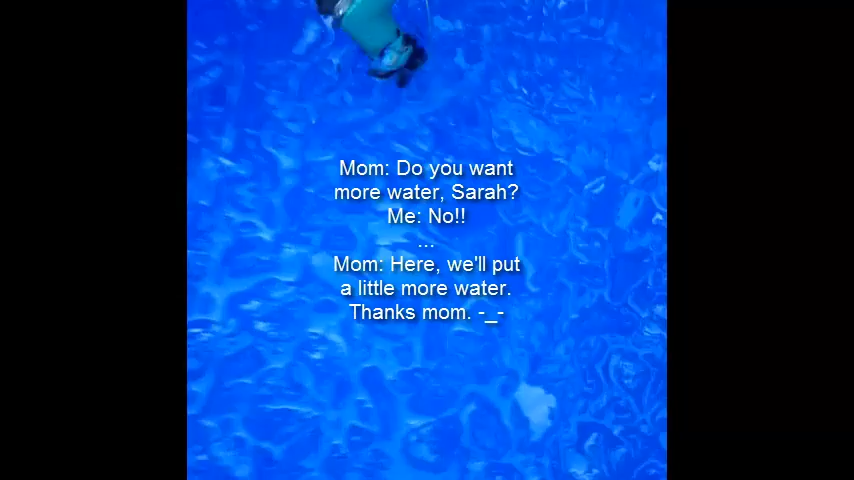 Mom: Do you want
more water, Sarah?
Me: No!!
...
Mom: Here, we'll put
a little more water.
Thanks mom. -_-